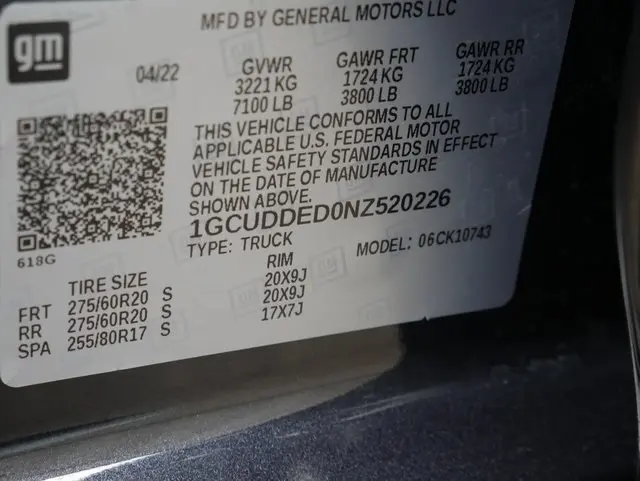 MFD BY GENERAL MOTORS LLC
gm
04/22
GVWR GAWR FRT GAWR RR
3221 KG 1724 KG 1724 KG
7100 LB 3800 LB 3800 LB
THIS VEHICLE CONFORMS TO ALL
APPLICABLE U.S. FEDERAL MOTOR
VEHICLE SAFETY STANDARDS IN EFFECT
ON THE DATE OF MANUFACTURE
SHOWN ABOVE.
1GCUDDED0NZ520226
618G
TYPE: TRUCK MODEL: 06CK10743
TIRE SIZE RIM
FRT 275/60R20 S 20X9J
RR 275/60R20 S 20X9J
SPA 255/80R17 S 17X7J